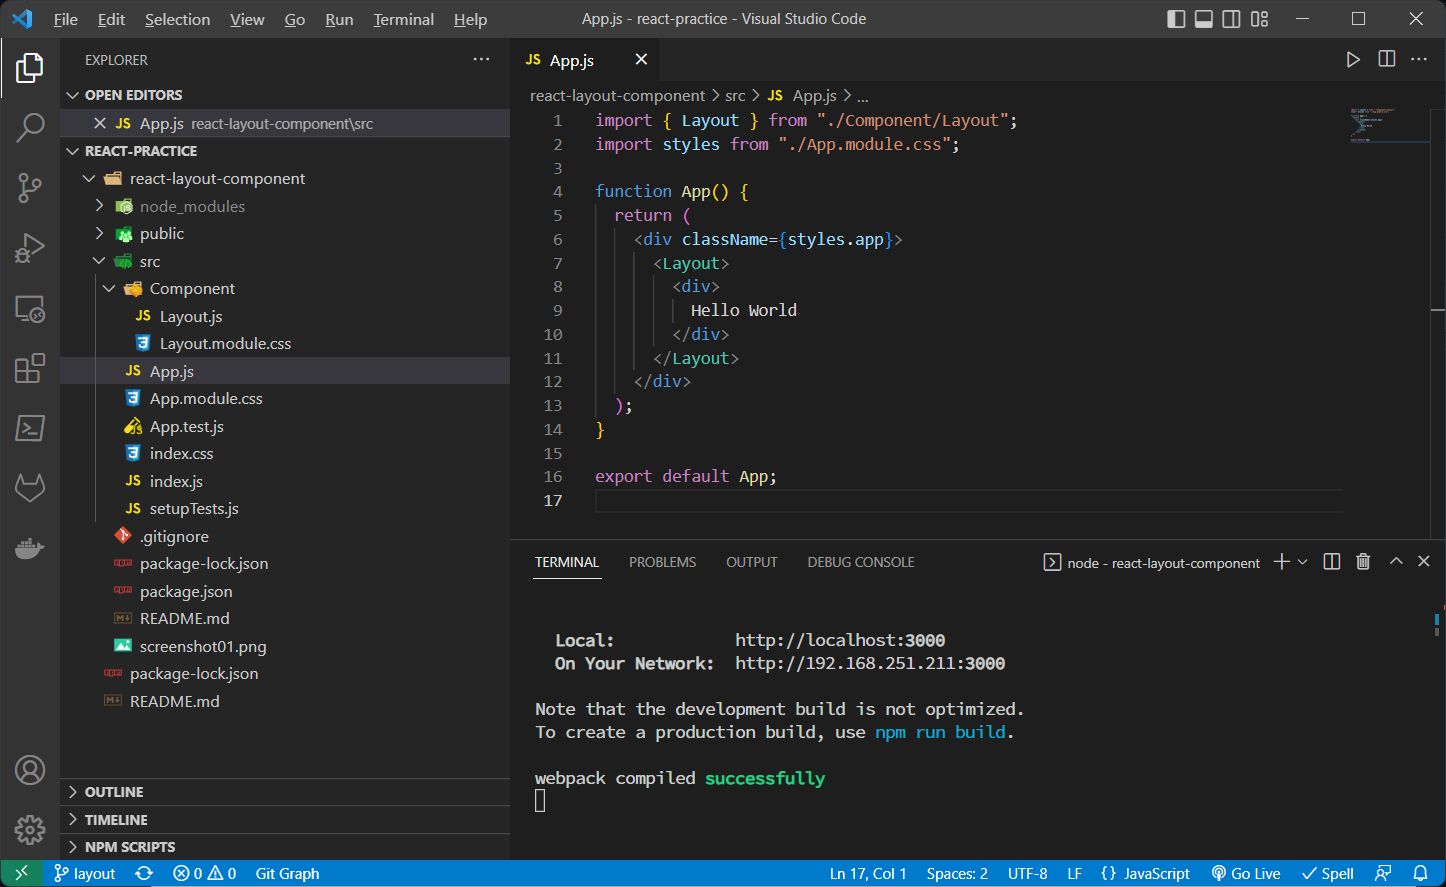 File Edit Selection View Go Run Terminal Help App.js - react-practice - Visual Studio Code
EXPLORER
OPEN EDITORS
JS App.js react-layout-component\src
REACT-PRACTICE
react-layout-component
node_modules
public
src
Component
JS Layout.js
Layout.module.css
JS App.js
App.module.css
App.test.js
index.css
JS index.js
JS setupTests.js
.gitignore
package-lock.json
package.json
README.md
screenshot01.png
package-lock.json
README.md
OUTLINE
TIMELINE
NPM SCRIPTS
JS App.js
react-layout-component > src > JS App.js > ...
1 import { Layout } from "./Component/Layout";
2 import styles from "./App.module.css";
3
4 function App() {
5 return (
6 <div className={styles.app}>
7 <Layout>
8 <div>
9 Hello World
10 </div>
11 </Layout>
12 </div>
13 );
14 }
15
16 export default App;
17
TERMINAL PROBLEMS OUTPUT DEBUG CONSOLE node - react-layout-component
Local: http://localhost:3000
On Your Network: http://192.168.251.211:3000
Note that the development build is not optimized.
To create a production build, use npm run build.
webpack compiled successfully
layout 0 0 Git Graph Ln 17, Col 1 Spaces: 2 UTF-8 LF {} JavaScript Go Live Spell